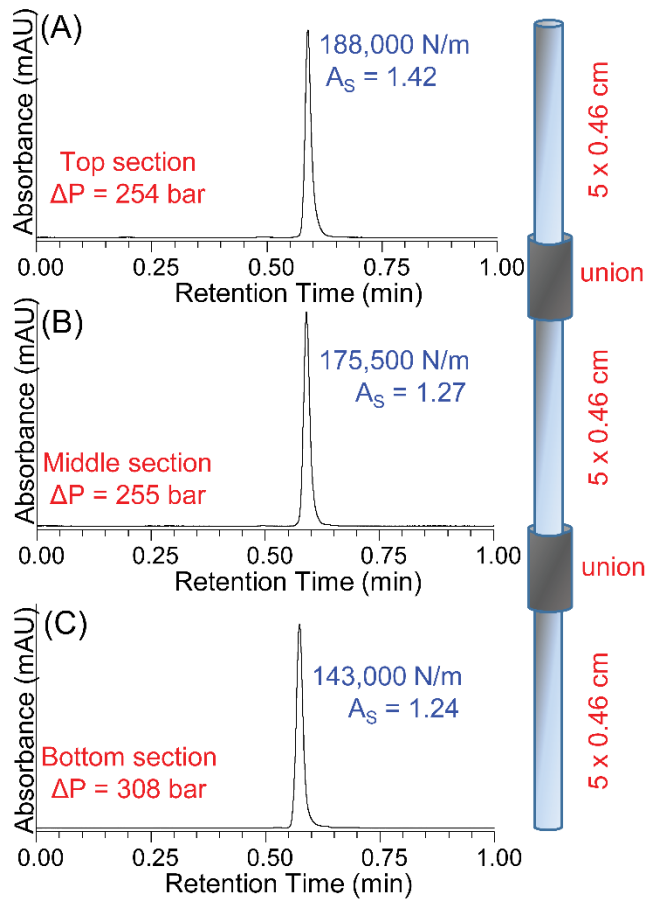 (A)
Absorbance (mAU)
188,000 N/m
A_S = 1.42
Top section
ΔP = 254 bar
0.00 0.25 0.50 0.75 1.00
Retention Time (min)
5 x 0.46 cm
union
(B)
Absorbance (mAU)
175,500 N/m
A_S = 1.27
Middle section
ΔP = 255 bar
0.00 0.25 0.50 0.75 1.00
Retention Time (min)
5 x 0.46 cm
union
(C)
Absorbance (mAU)
143,000 N/m
A_S = 1.24
Bottom section
ΔP = 308 bar
0.00 0.25 0.50 0.75 1.00
Retention Time (min)
5 x 0.46 cm